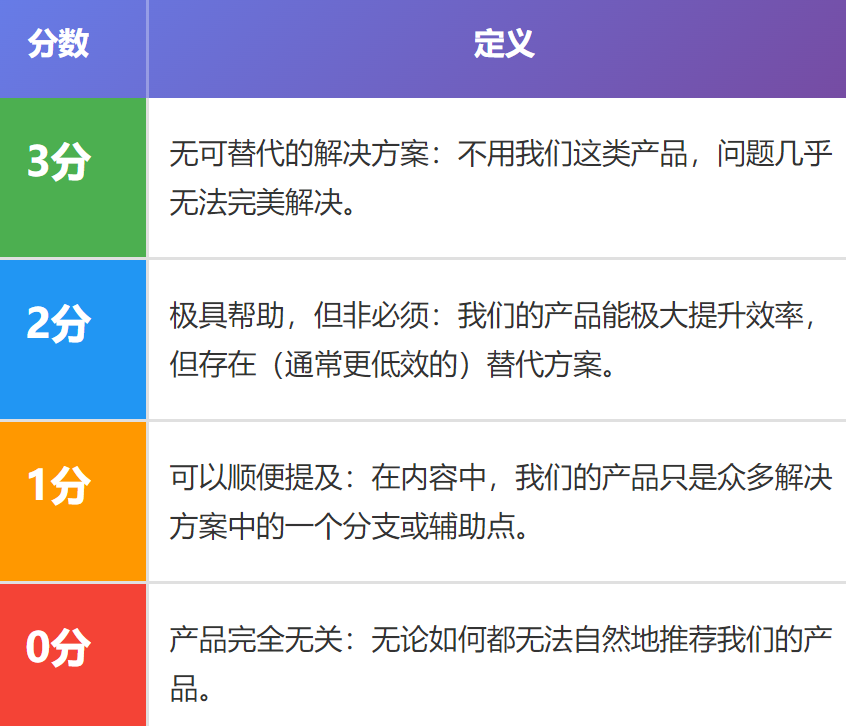 分数
定义
3分
无可替代的解决方案：不用我们这类产品，问题几乎
无法完美解决。
2分
极具帮助，但非必须：我们的产品能极大提升效率，
但存在（通常更低效的）替代方案。
1分
可以顺便提及：在内容中，我们的产品只是众多解决
方案中的一个分支或辅助点。
0分
产品完全无关：无论如何都无法自然地推荐我们的产
品。